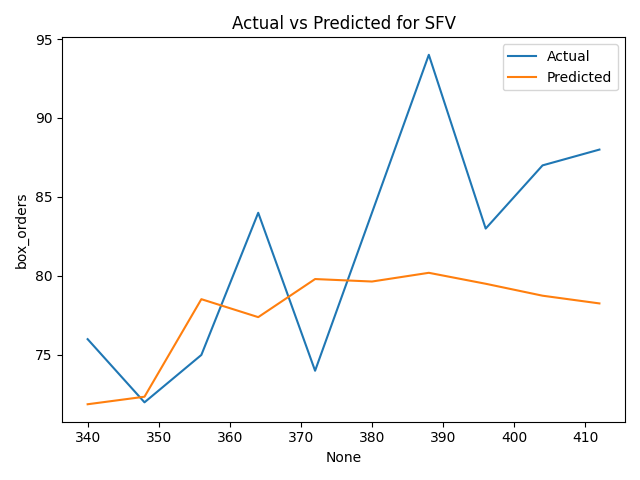 Actual vs Predicted for SFV
Actual
Predicted
box_orders
95
90
85
80
75
340 350 360 370 380 390 400 410
None